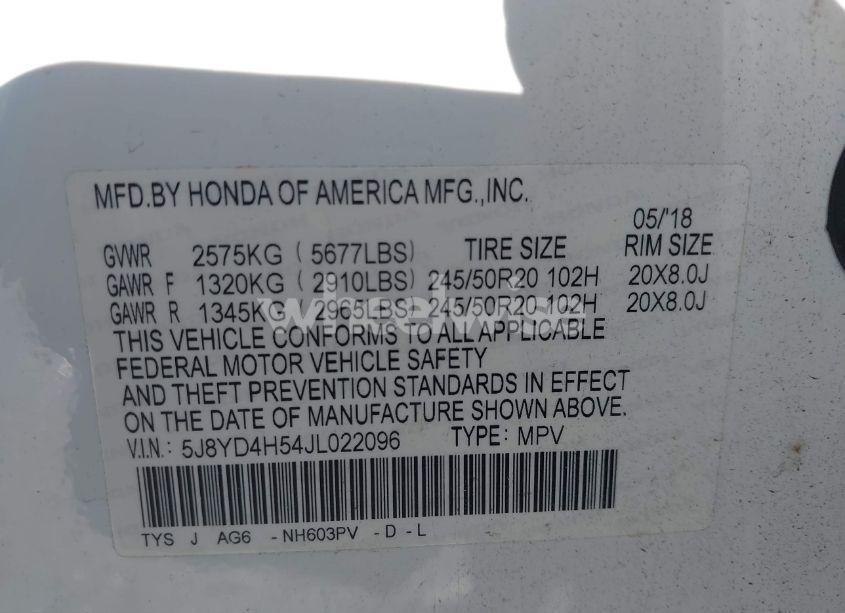 MFD.BY HONDA OF AMERICA MFG.,INC.
05/'18
GVWR 2575KG ( 5677LBS) TIRE SIZE RIM SIZE
GAWR F 1320KG ( 2910LBS) 245/50R20 102H 20X8.0J
GAWR R 1345KG ( 2965LBS) 245/50R20 102H 20X8.0J
THIS VEHICLE CONFORMS TO ALL APPLICABLE
FEDERAL MOTOR VEHICLE SAFETY
AND THEFT PREVENTION STANDARDS IN EFFECT
ON THE DATE OF MANUFACTURE SHOWN ABOVE.
V.I.N.: 5J8YD4H54JL022096 TYPE: MPV
TYS J AG6 -NH603PV -D -L